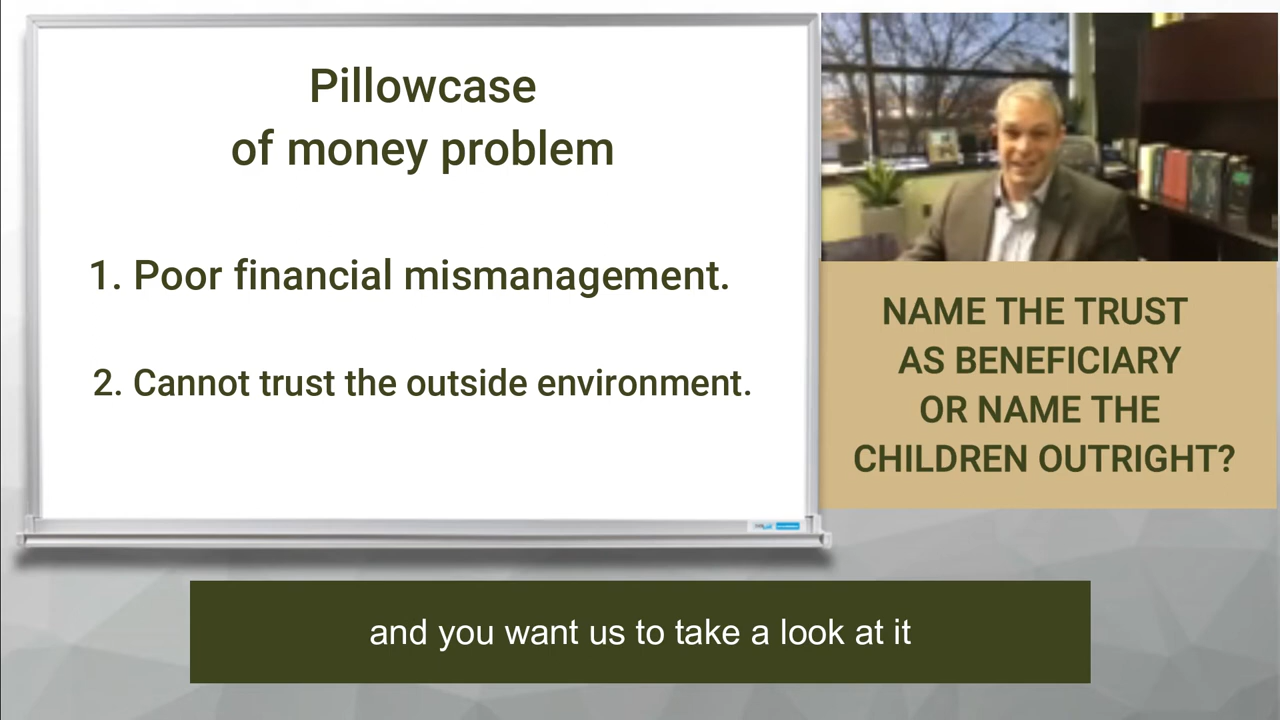 Pillowcase
of money problem
1. Poor financial mismanagement.
2. Cannot trust the outside environment.
NAME THE TRUST
AS BENEFICIARY
OR NAME THE
CHILDREN OUTRIGHT?
and you want us to take a look at it